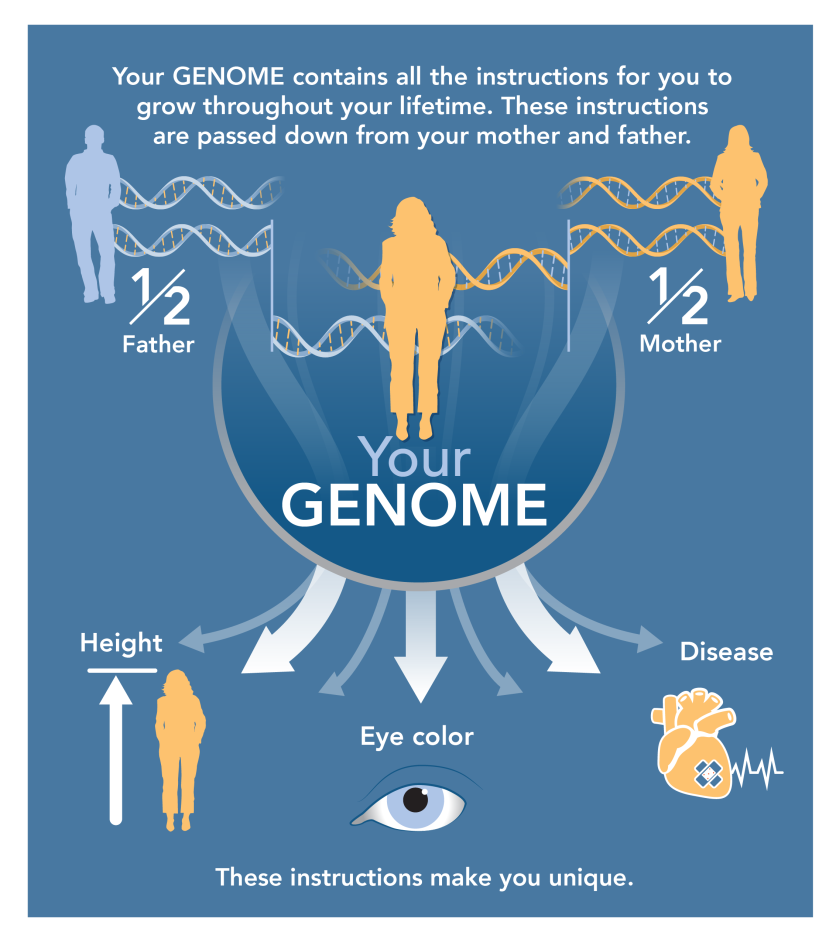 Your GENOME contains all the instructions for you to
grow throughout your lifetime. These instructions
are passed down from your mother and father.
1/2
Father
1/2
Mother
Your
GENOME
Height
Disease
Eye color
These instructions make you unique.